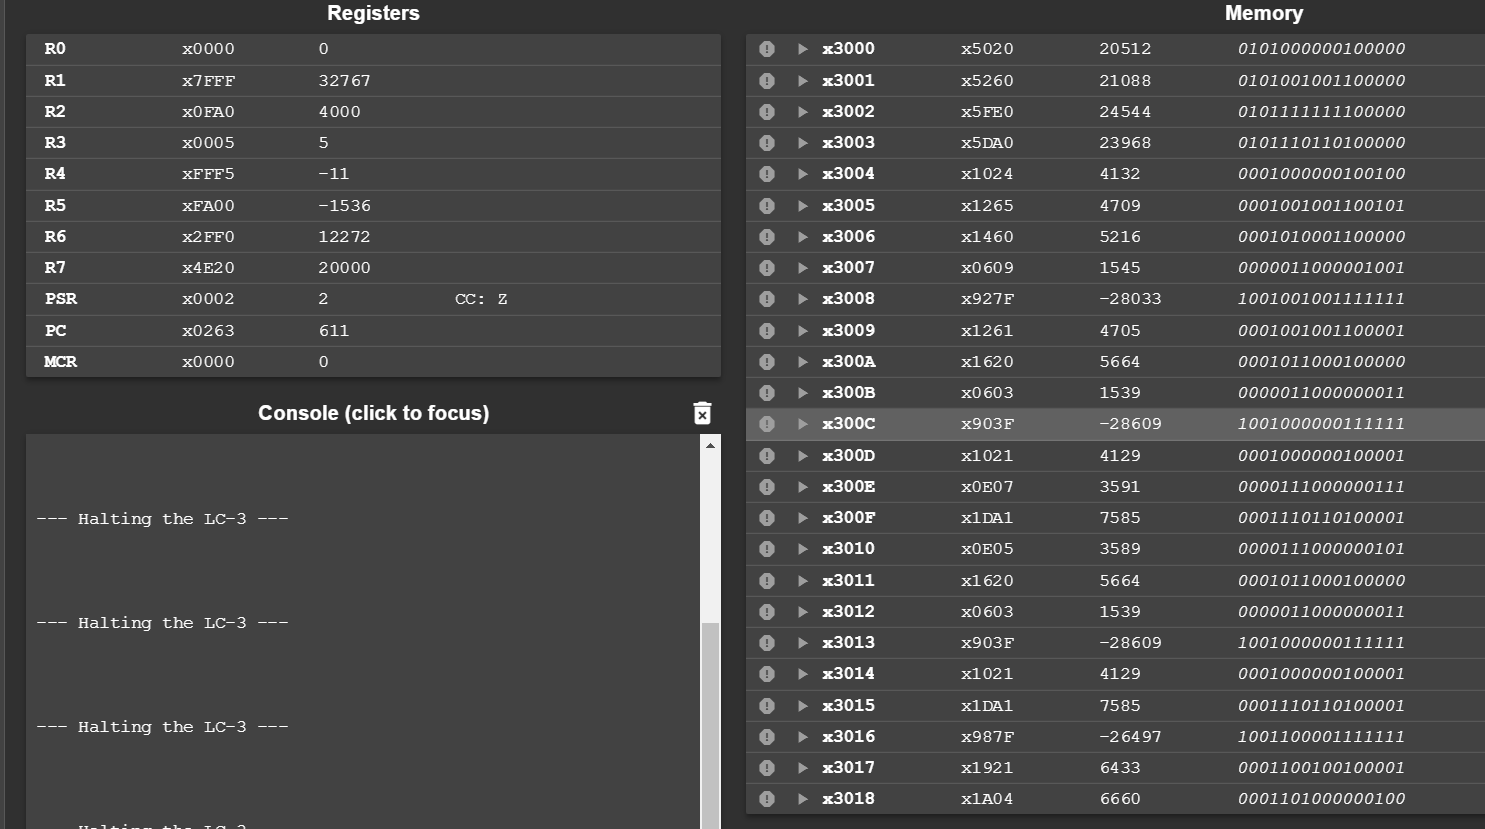 Registers
R0 x0000 0
R1 x7FFF 32767
R2 x0FA0 4000
R3 x0005 5
R4 xFFF5 -11
R5 xFA00 -1536
R6 x2FF0 12272
R7 x4E20 20000
PSR x0002 2 CC: Z
PC x0263 611
MCR x0000 0
Console (click to focus)
--- Halting the LC-3 ---
--- Halting the LC-3 ---
--- Halting the LC-3 ---
--- Halting the LC-3 ---
Memory
x3000 x5020 20512 0101000000100000
x3001 x5260 21088 0101001001100000
x3002 x5FE0 24544 0101111111100000
x3003 x5DA0 23968 0101110110100000
x3004 x1024 4132 0001000000100100
x3005 x1265 4709 0001001001100101
x3006 x1460 5216 0001010001100000
x3007 x0609 1545 0000011000001001
x3008 x927F -28033 1001001001111111
x3009 x1261 4705 0001001001100001
x300A x1620 5664 0001011000100000
x300B x0603 1539 0000011000000011
x300C x903F -28609 1001000000111111
x300D x1021 4129 0001000000100001
x300E x0E07 3591 0000111000000111
x300F x1DA1 7585 0001110110100001
x3010 x0E05 3589 0000111000000101
x3011 x1620 5664 0001011000100000
x3012 x0603 1539 0000011000000011
x3013 x903F -28609 1001000000111111
x3014 x1021 4129 0001000000100001
x3015 x1DA1 7585 0001110110100001
x3016 x987F -26497 1001100001111111
x3017 x1921 6433 0001100100100001
x3018 x1A04 6660 0001101000000100